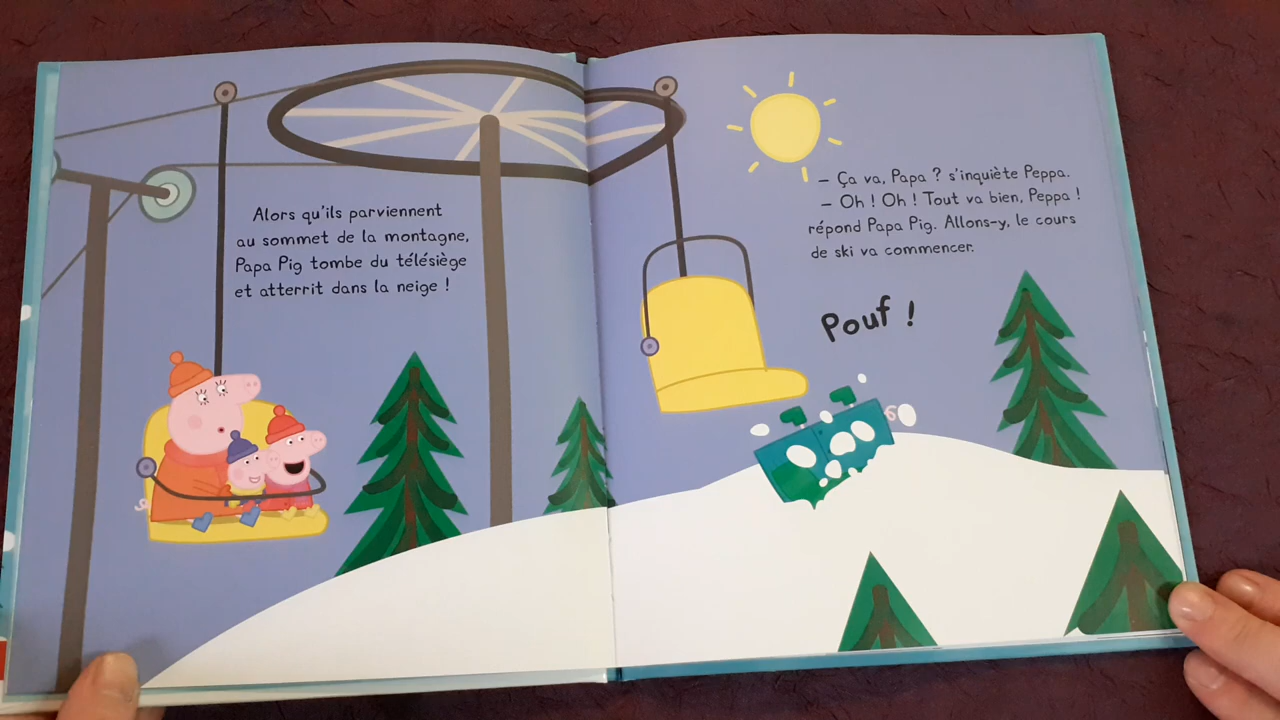 Alors qu'ils parviennent
au sommet de la montagne,
Papa Pig tombe du télésiège
et atterrit dans la neige !
– Ça va, Papa ? s'inquiète Peppa.
– Oh ! Oh ! Tout va bien, Peppa !
répond Papa Pig. Allons-y, le cours
de ski va commencer.
Pouf !